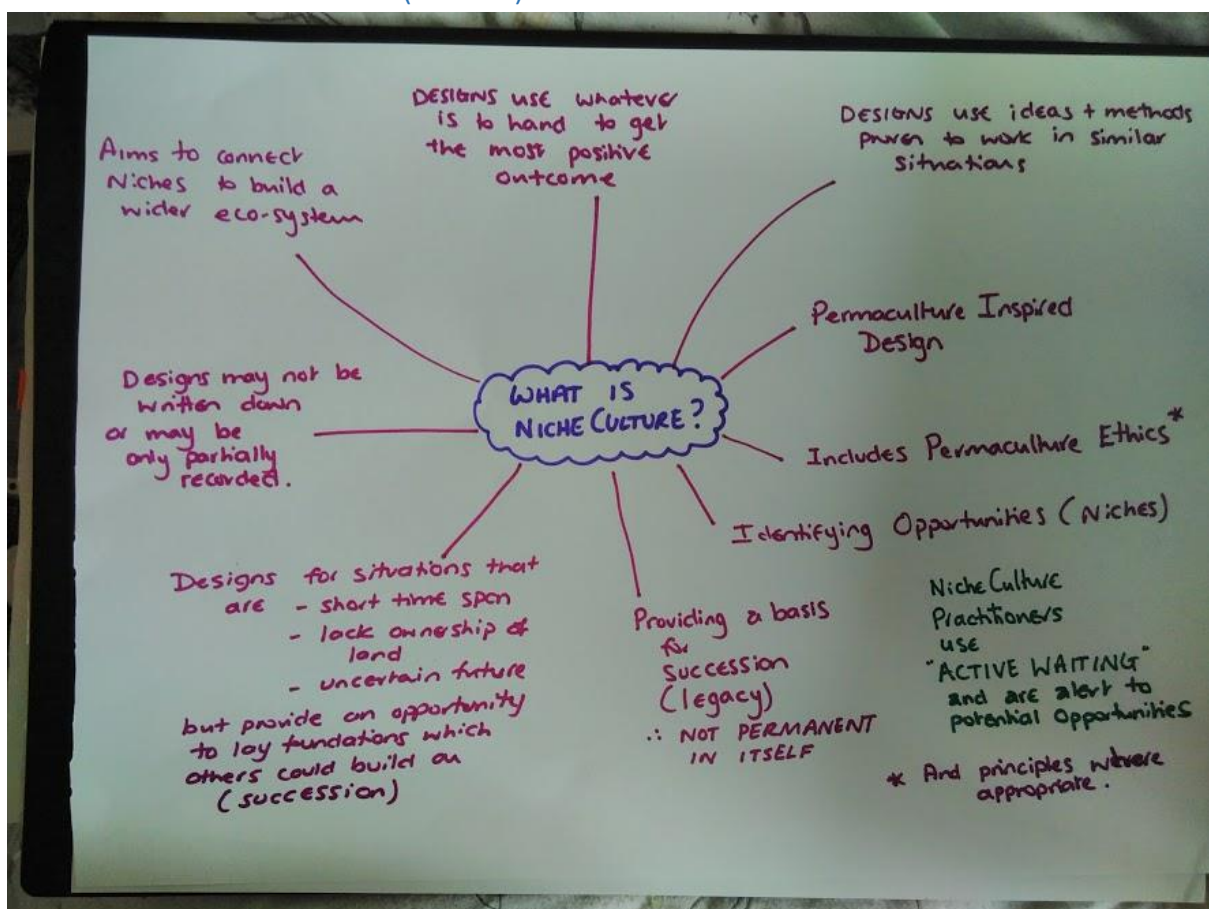 WHAT IS
NICHE CULTURE?
DESIGNS use whatever
is to hand to get
the most positive
outcome
DESIGNS use ideas + methods
proven to work in similar
situations
Permaculture Inspired
Design
Includes Permaculture Ethics*
Identifying Opportunities (Niches)
Niche Culture
Practitioners
use
"ACTIVE WAITING"
and are alert to
potential Opportunities
* And principles where
appropriate.
Providing a basis
for
Succession
(legacy)
∴ NOT PERMANENT
IN ITSELF
Designs for situations that
are - short time span
- lack ownership of
land
- uncertain future
but provide an opportunity
to lay fundations which
others could build on
(succession)
Designs may not be
written down
or may be
only partially
recorded.
Aims to connect
Niches to build a
wider eco-system